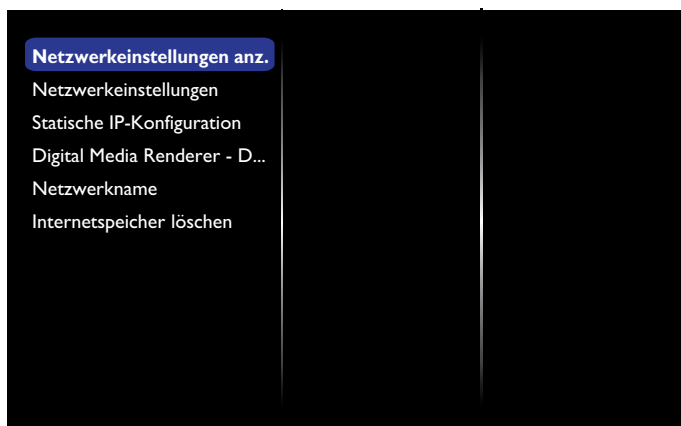 Netzwerkeinstellungen anz.
Netzwerkeinstellungen
Statische IP-Konfiguration
Digital Media Renderer - D...
Netzwerkname
Internetspeicher löschen